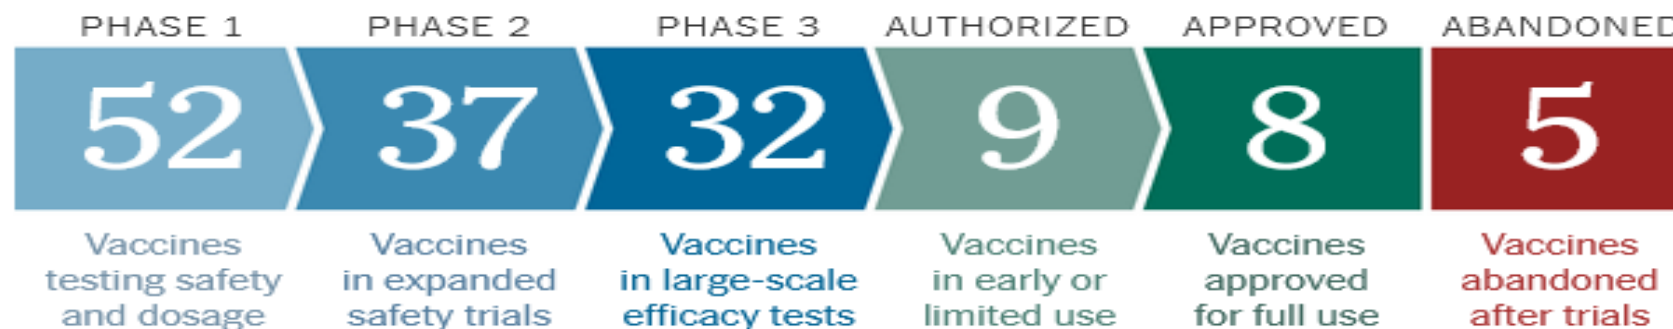 PHASE 1 PHASE 2 PHASE 3 AUTHORIZED APPROVED ABANDONED
52 37 32 9 8 5
Vaccines Vaccines Vaccines Vaccines Vaccines Vaccines
testing safety in expanded in large-scale in early or approved abandoned
and dosage safety trials efficacy tests limited use for full use after trials